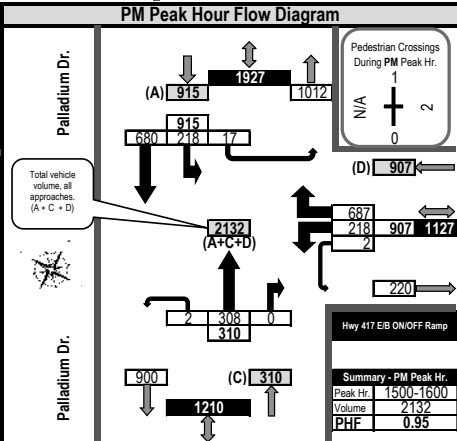 PM Peak Hour Flow Diagram
Palladium Dr.
1927
(A) 915
1012
915
680 218 17
Pedestrian Crossings
During PM Peak Hr.
1
N/A
2
0
(D) 907
Total vehicle
volume, all
approaches.
(A + C + D)
2132
(A+C+D)
687
218 907 1127
2
220
2 308 0
310
Hwy 417 E/B ON/OFF Ramp
Palladium Dr.
900
(C) 310
1210
Summary - PM Peak Hr.
Peak Hr. 1500-1600
Volume 2132
PHF 0.95